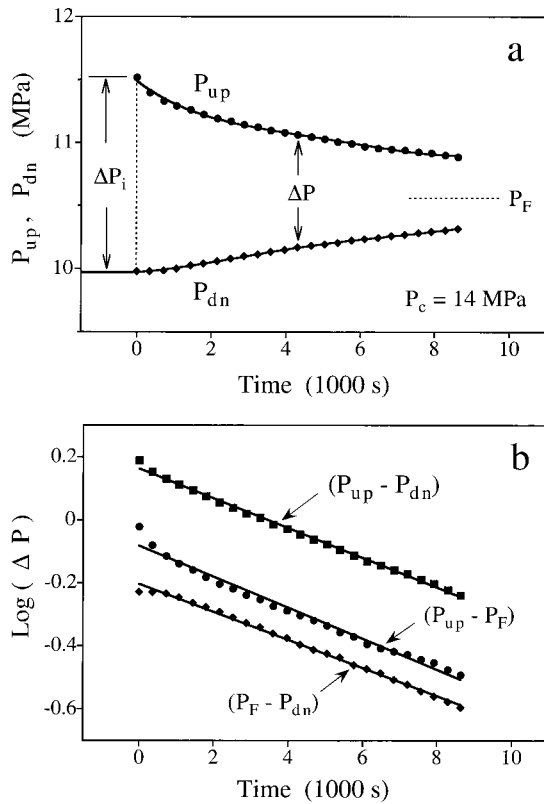 12
a
P_up
P_up , P_dn (MPa)
11
ΔP_i
ΔP
P_F
10
P_dn
P_c = 14 MPa
0 2 4 6 8 10
Time (1000 s)
b
0.2
(P_up - P_dn)
0
Log ( Δ P )
-0.2
(P_up - P_F)
-0.4
(P_F - P_dn)
-0.6
0 2 4 6 8 10
Time (1000 s)